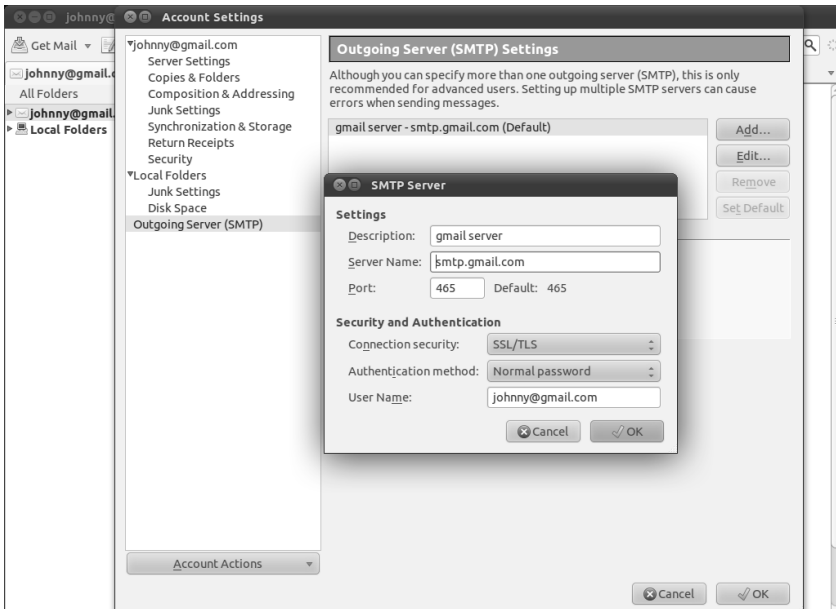 johnny@
Account Settings
Get Mail
johnny@gmail.c
All Folders
johnny@gmail.
Local Folders
johnny@gmail.com
Server Settings
Copies & Folders
Composition & Addressing
Junk Settings
Synchronization & Storage
Return Receipts
Security
Local Folders
Junk Settings
Disk Space
Outgoing Server (SMTP)
Account Actions
Outgoing Server (SMTP) Settings
Although you can specify more than one outgoing server (SMTP), this is only
recommended for advanced users. Setting up multiple SMTP servers can cause
errors when sending messages.
gmail server - smtp.gmail.com (Default)
Add...
Edit...
Remove
Set Default
SMTP Server
Settings
Description: gmail server
Server Name: smtp.gmail.com
Port: 465 Default: 465
Security and Authentication
Connection security: SSL/TLS
Authentication method: Normal password
User Name: johnny@gmail.com
Cancel OK
Cancel OK